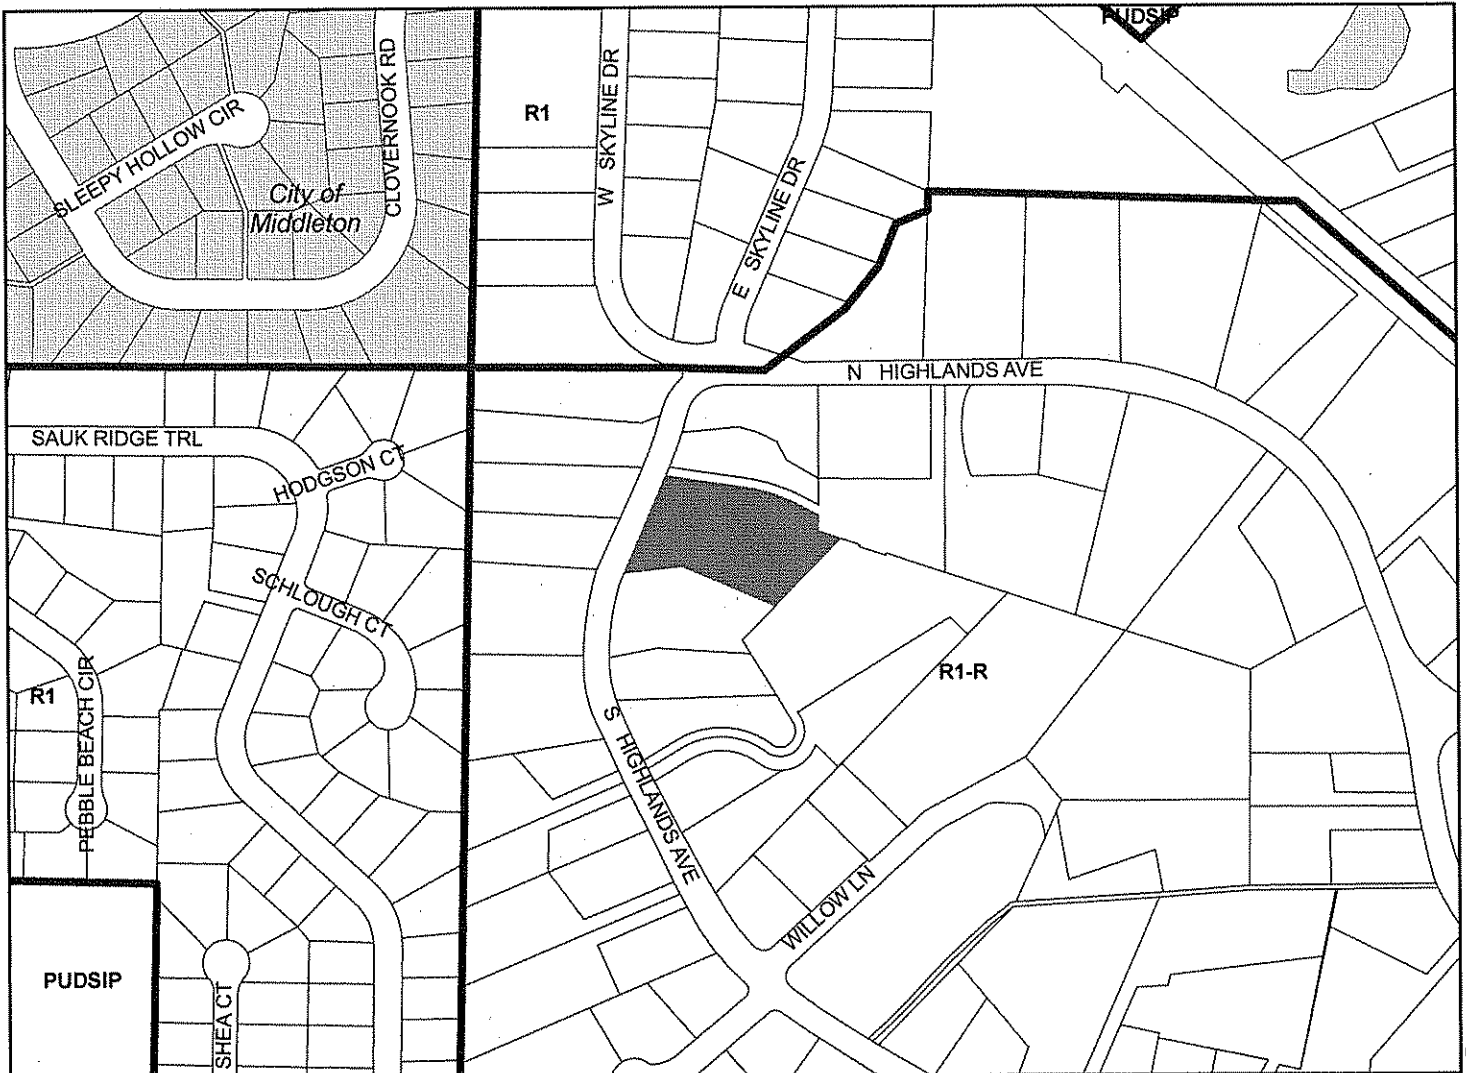 PUDSIP
R1
W SKYLINE DR
E SKYLINE DR
CLOVERNOOK RD
SLEEPY HOLLOW CIR
City of
Middleton
N HIGHLANDS AVE
SAUK RIDGE TRL
HODGSON CT
SCHLOUGH CT
R1
PEBBLE BEACH CIR
R1-R
S HIGHLANDS AVE
WILLOW LN
PUDSIP
SHEA CT